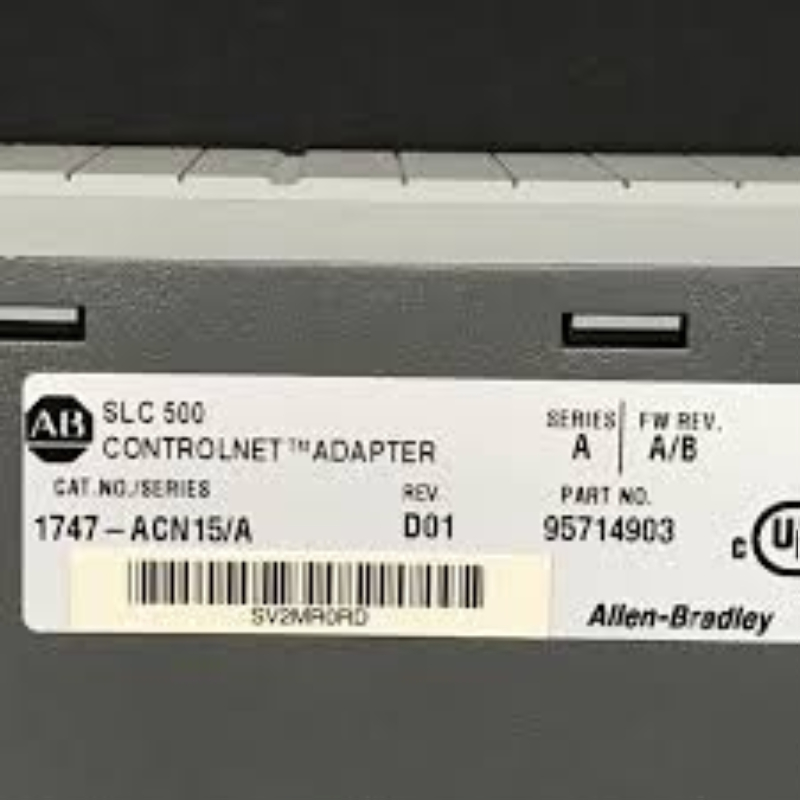 AB
SLC 500
CONTROLNET™ ADAPTER
SERIES A
FW REV. A/B
CAT.NO./SERIES
1747-ACN15/A
REV.
D01
PART NO.
95714903
SV2MR0RD
C U
Allen-Bradley